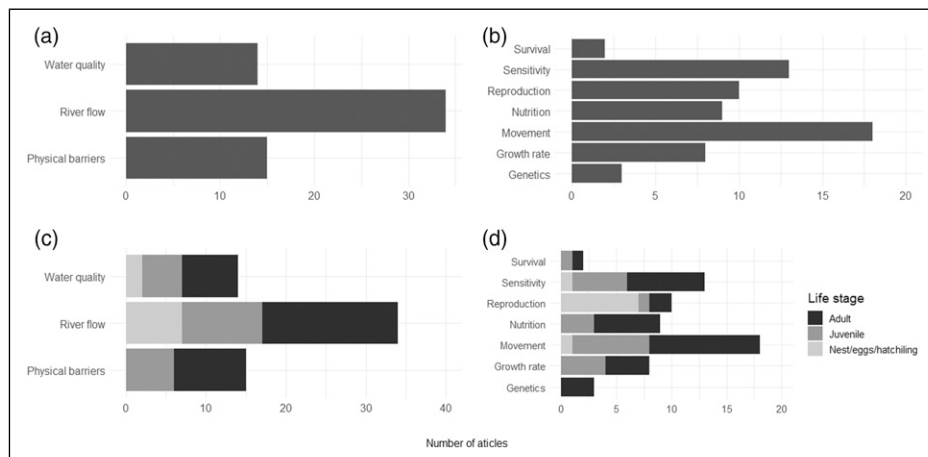 (a)
Water quality
River flow
Physical barriers
0 10 20 30
(b)
Survival
Sensitivity
Reproduction
Nutrition
Movement
Growth rate
Genetics
0 5 10 15 20
(c)
Water quality
River flow
Physical barriers
0 10 20 30 40
(d)
Survival
Sensitivity
Reproduction
Nutrition
Movement
Growth rate
Genetics
0 5 10 15 20
Life stage
Adult
Juvenile
Nest/eggs/hatchiling
Number of aticles